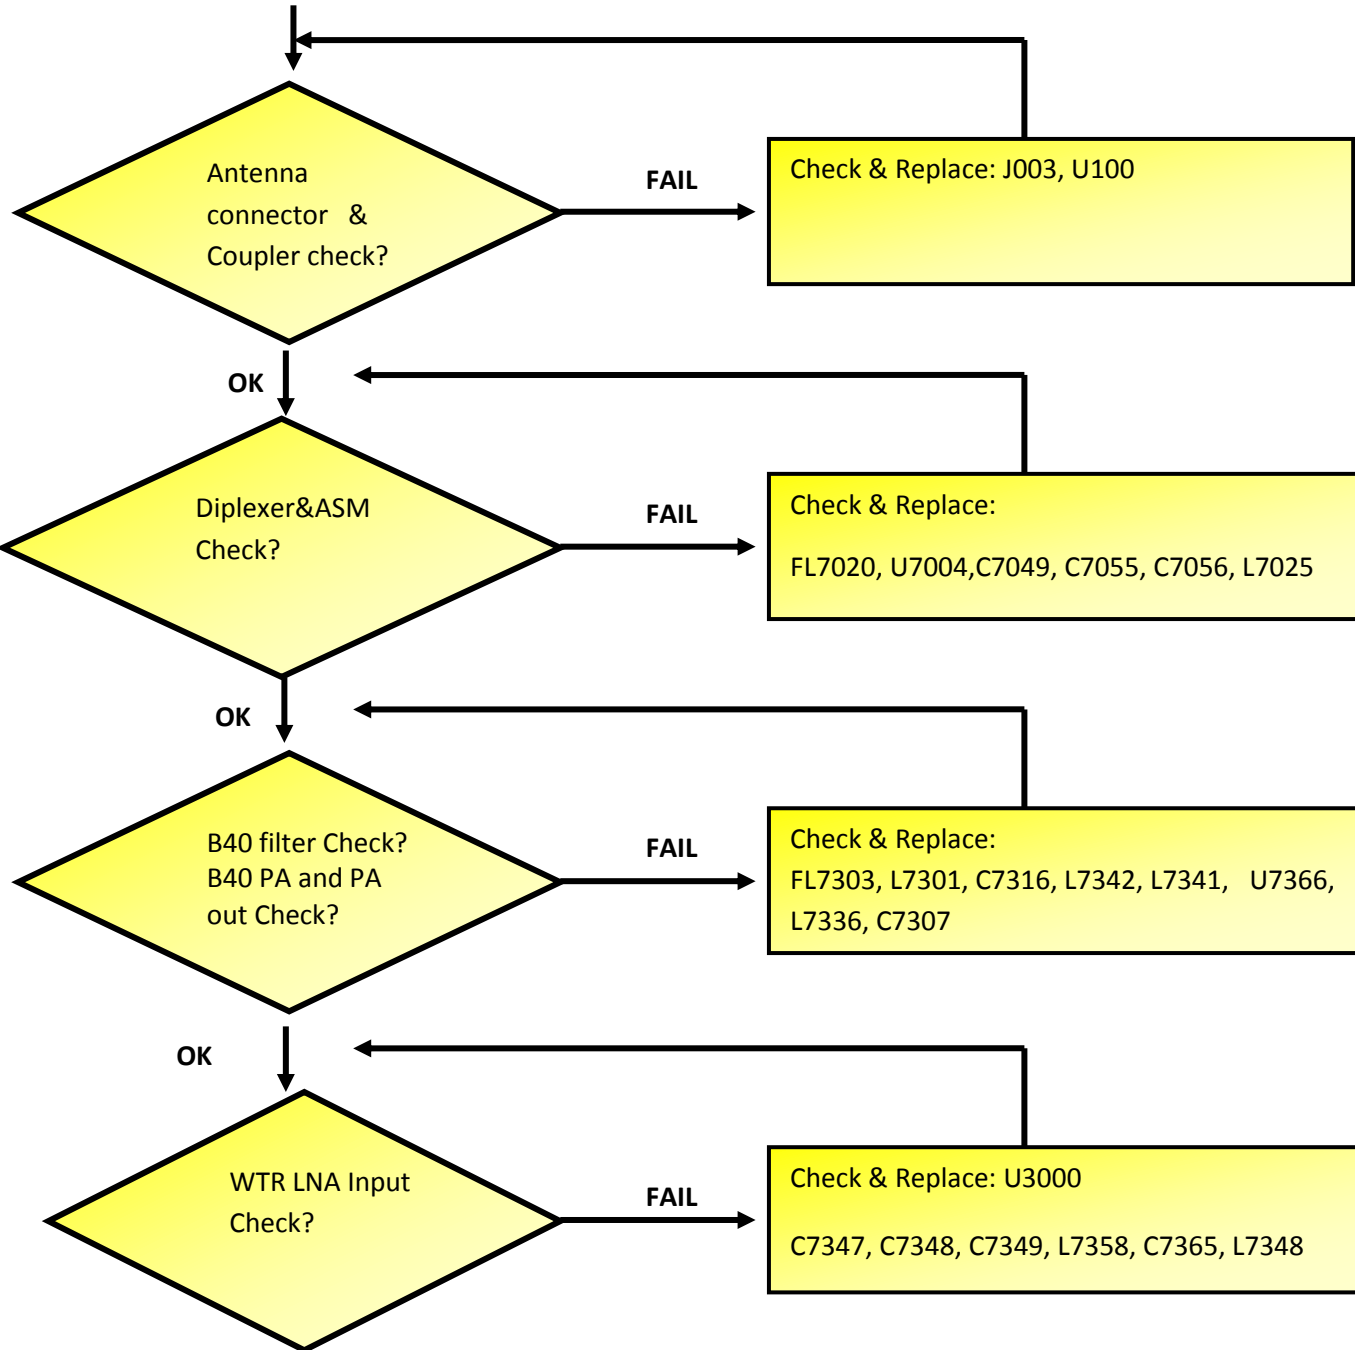 Antenna
connector & 
Coupler check?
FAIL
Check & Replace: J003, U100
OK
Diplexer&ASM
Check?
FAIL
Check & Replace:
FL7020, U7004,C7049, C7055, C7056, L7025
OK
B40 filter Check?
B40 PA and PA
out Check?
FAIL
Check & Replace:
FL7303, L7301, C7316, L7342, L7341, U7366,
L7336, C7307
OK
WTR LNA Input
Check?
FAIL
Check & Replace: U3000
C7347, C7348, C7349, L7358, C7365, L7348